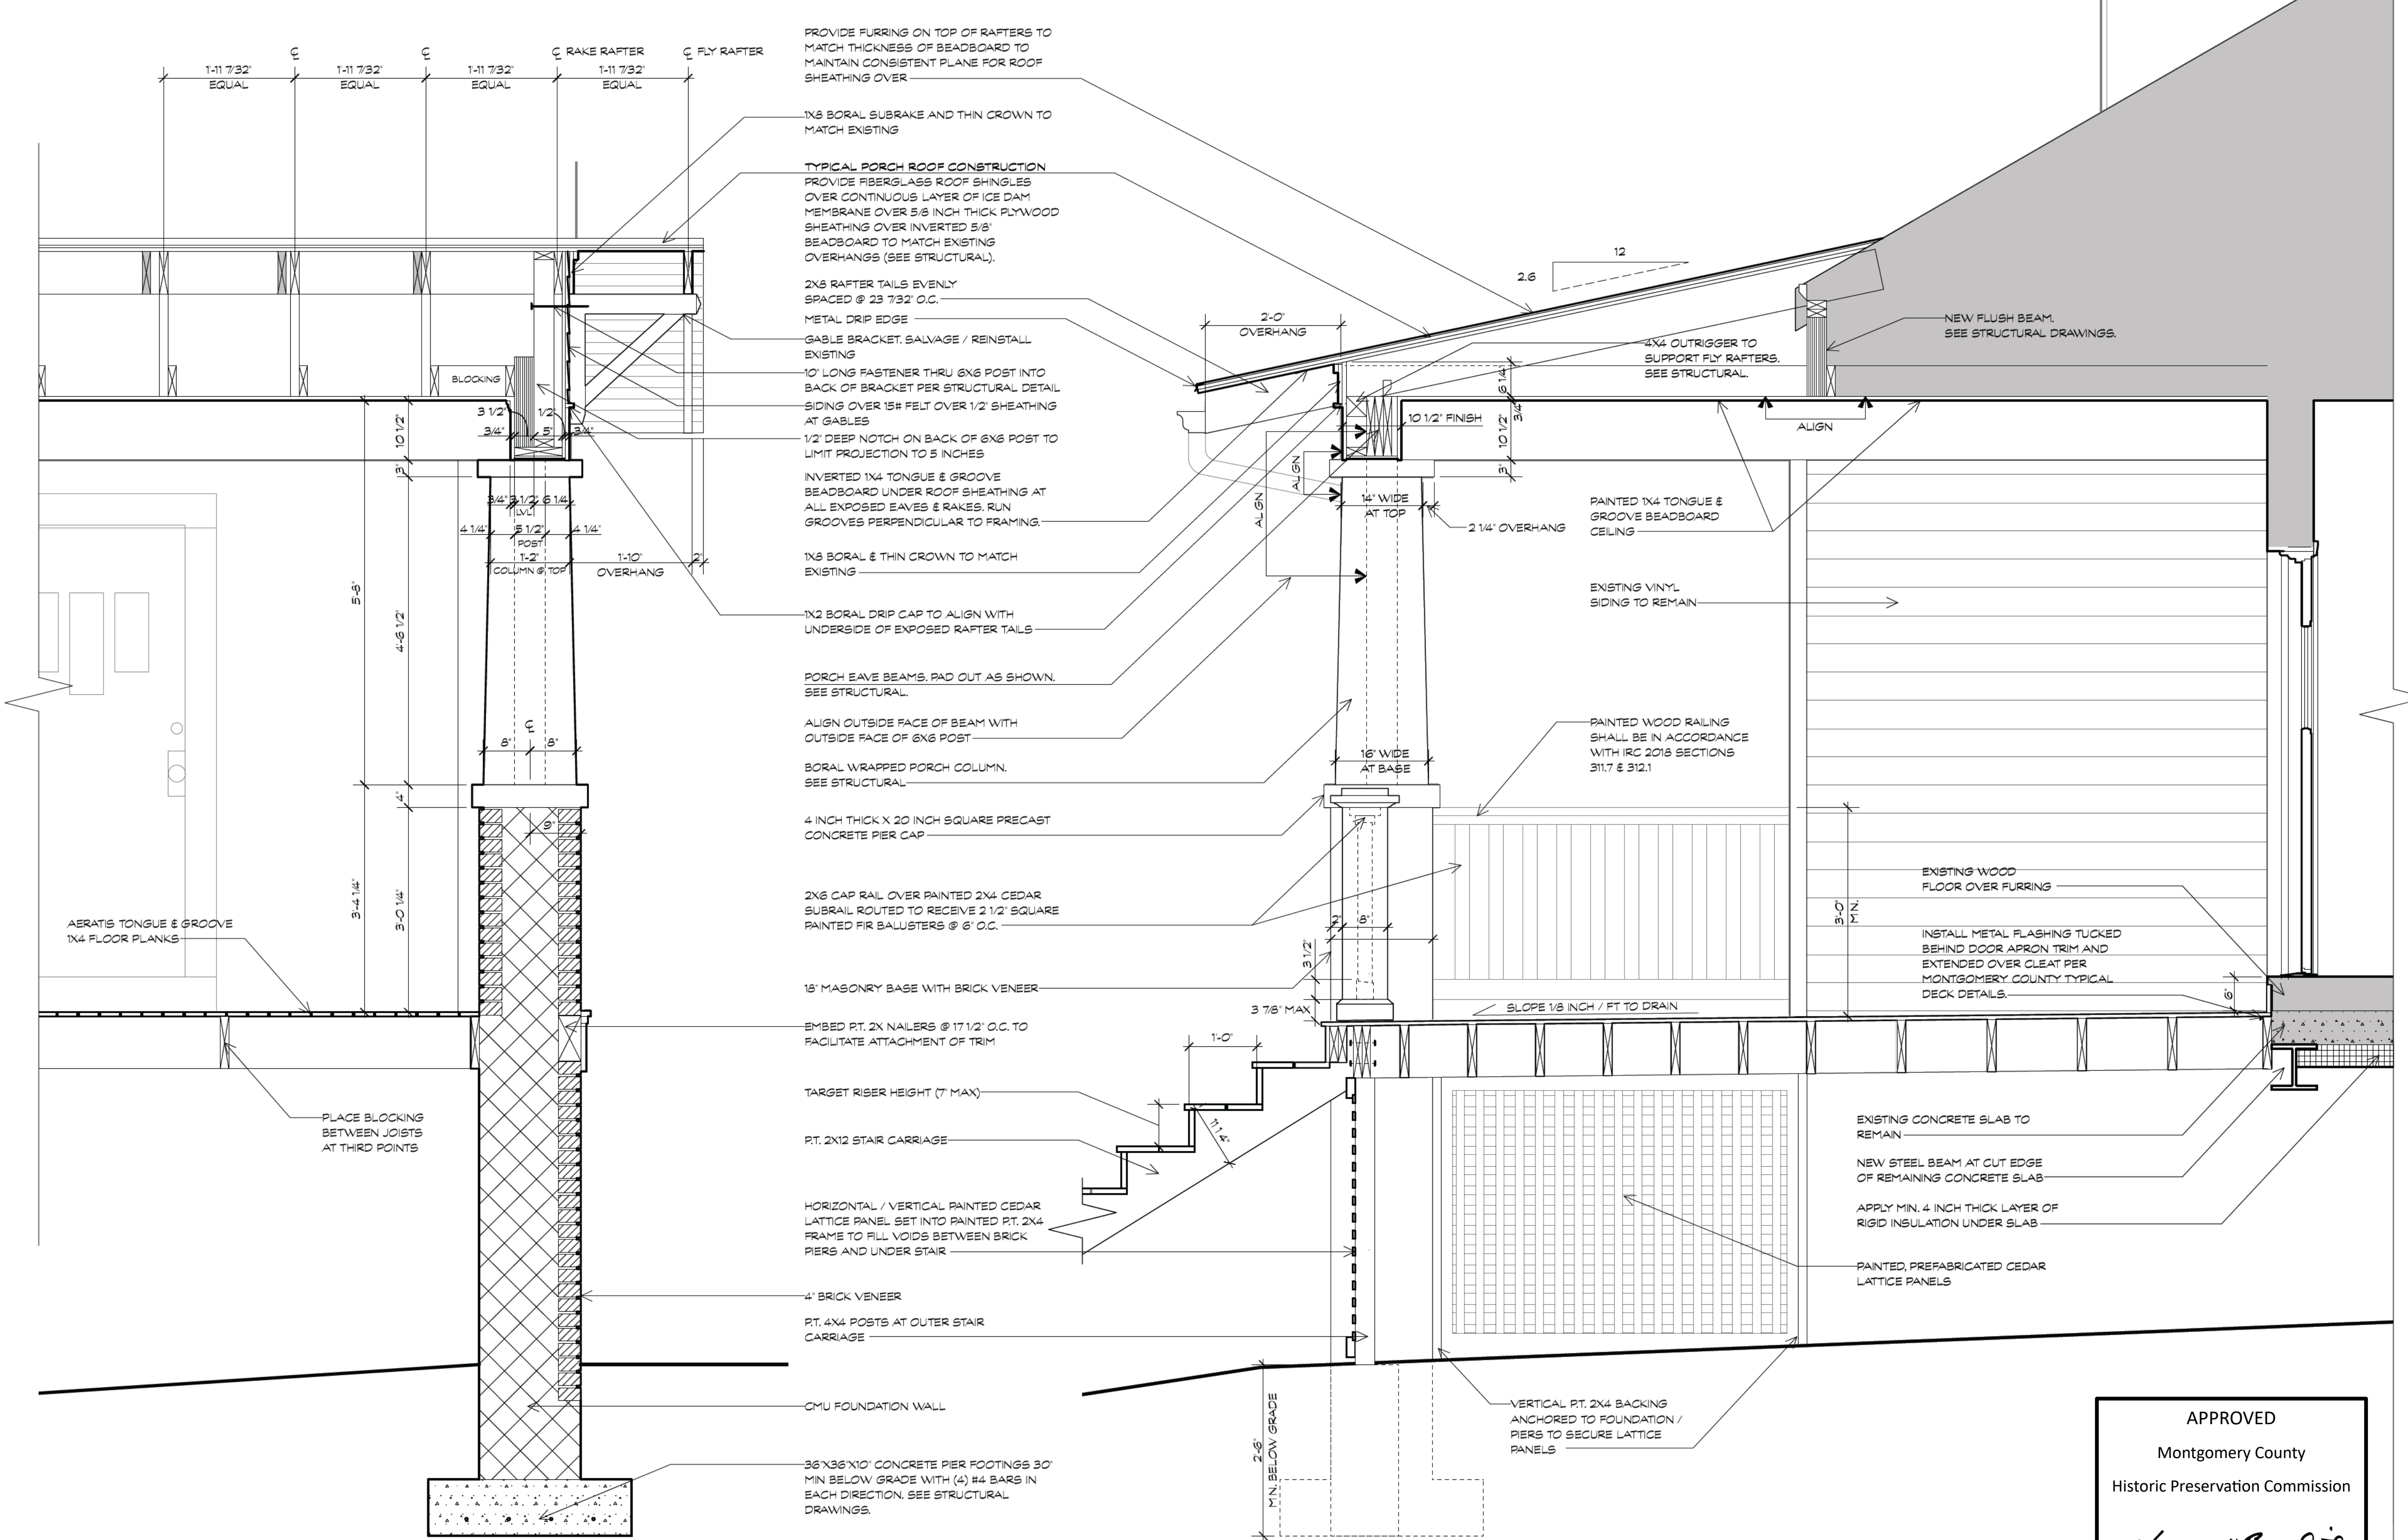 ℄
℄
℄ RAKE RAFTER
℄ FLY RAFTER
1'-11 7/32"
EQUAL
1'-11 7/32"
EQUAL
1'-11 7/32"
EQUAL
1'-11 7/32"
EQUAL
BLOCKING
3 1/2"
1/2"
3/4"
5"
3/4"
10 1/2"
3"
3/4"
3 1/2"
6 1/4"
LVL
4 1/4"
5 1/2"
4 1/4"
POST
1'-2"
COLUMN @ TOP
1'-10"
OVERHANG
2"
5'-8"
4'-6 1/2"
℄
8"
8"
4"
9"
3'-4 1/4"
3'-0 1/4"
AERATIS TONGUE & GROOVE
1X4 FLOOR PLANKS
PLACE BLOCKING
BETWEEN JOISTS
AT THIRD POINTS
PROVIDE FURRING ON TOP OF RAFTERS TO
MATCH THICKNESS OF BEADBOARD TO
MAINTAIN CONSISTENT PLANE FOR ROOF
SHEATHING OVER
1X8 BORAL SUBRAKE AND THIN CROWN TO
MATCH EXISTING
TYPICAL PORCH ROOF CONSTRUCTION
PROVIDE FIBERGLASS ROOF SHINGLES
OVER CONTINUOUS LAYER OF ICE DAM
MEMBRANE OVER 5/8 INCH THICK PLYWOOD
SHEATHING OVER INVERTED 5/8"
BEADBOARD TO MATCH EXISTING
OVERHANGS (SEE STRUCTURAL).
2X8 RAFTER TAILS EVENLY
SPACED @ 23 7/32" O.C.
METAL DRIP EDGE
GABLE BRACKET. SALVAGE / REINSTALL
EXISTING
10" LONG FASTENER THRU 6X6 POST INTO
BACK OF BRACKET PER STRUCTURAL DETAIL
SIDING OVER 15# FELT OVER 1/2" SHEATHING
AT GABLES
1/2" DEEP NOTCH ON BACK OF 6X6 POST TO
LIMIT PROJECTION TO 5 INCHES
INVERTED 1X4 TONGUE & GROOVE
BEADBOARD UNDER ROOF SHEATHING AT
ALL EXPOSED EAVES & RAKES. RUN
GROOVES PERPENDICULAR TO FRAMING.
1X8 BORAL & THIN CROWN TO MATCH
EXISTING
1X2 BORAL DRIP CAP TO ALIGN WITH
UNDERSIDE OF EXPOSED RAFTER TAILS
PORCH EAVE BEAMS. PAD OUT AS SHOWN.
SEE STRUCTURAL.
ALIGN OUTSIDE FACE OF BEAM WITH
OUTSIDE FACE OF 6X6 POST
BORAL WRAPPED PORCH COLUMN.
SEE STRUCTURAL
4 INCH THICK X 20 INCH SQUARE PRECAST
CONCRETE PIER CAP
2X6 CAP RAIL OVER PAINTED 2X4 CEDAR
SUBRAIL ROUTED TO RECEIVE 2 1/2" SQUARE
PAINTED FIR BALUSTERS @ 6" O.C.
18" MASONRY BASE WITH BRICK VENEER
EMBED P.T. 2X NAILERS @ 17 1/2" O.C. TO
FACILITATE ATTACHMENT OF TRIM
TARGET RISER HEIGHT (7" MAX)
P.T. 2X12 STAIR CARRIAGE
HORIZONTAL / VERTICAL PAINTED CEDAR
LATTICE PANEL SET INTO PAINTED P.T. 2X4
FRAME TO FILL VOIDS BETWEEN BRICK
PIERS AND UNDER STAIR
4" BRICK VENEER
P.T. 4X4 POSTS AT OUTER STAIR
CARRIAGE
CMU FOUNDATION WALL
36"X36"X10" CONCRETE PIER FOOTINGS 30"
MIN BELOW GRADE WITH (4) #4 BARS IN
EACH DIRECTION. SEE STRUCTURAL
DRAWINGS.
12
2.6
2'-0"
OVERHANG
4X4 OUTRIGGER TO
SUPPORT FLY RAFTERS.
SEE STRUCTURAL.
NEW FLUSH BEAM.
SEE STRUCTURAL DRAWINGS.
6 1/4"
3/4"
10 1/2" FINISH
10 1/2"
3"
ALIGN
ALIGN
ALIGN
14" WIDE
AT TOP
2 1/4" OVERHANG
PAINTED 1X4 TONGUE &
GROOVE BEADBOARD
CEILING
EXISTING VINYL
SIDING TO REMAIN
PAINTED WOOD RAILING
SHALL BE IN ACCORDANCE
WITH IRC 2018 SECTIONS
311.7 & 312.1
16" WIDE
AT BASE
3'-0"
MIN.
EXISTING WOOD
FLOOR OVER FURRING
INSTALL METAL FLASHING TUCKED
BEHIND DOOR APRON TRIM AND
EXTENDED OVER CLEAT PER
MONTGOMERY COUNTY TYPICAL
DECK DETAILS.
6"
2"
8"
3 1/2"
3 7/8" MAX
SLOPE 1/8 INCH / FT TO DRAIN
1'-0"
EXISTING CONCRETE SLAB TO
REMAIN
NEW STEEL BEAM AT CUT EDGE
OF REMAINING CONCRETE SLAB
APPLY MIN. 4 INCH THICK LAYER OF
RIGID INSULATION UNDER SLAB
PAINTED, PREFABRICATED CEDAR
LATTICE PANELS
VERTICAL P.T. 2X4 BACKING
ANCHORED TO FOUNDATION /
PIERS TO SECURE LATTICE
PANELS
2'-6"
MIN. BELOW GRADE
APPROVED
Montgomery County
Historic Preservation Commission